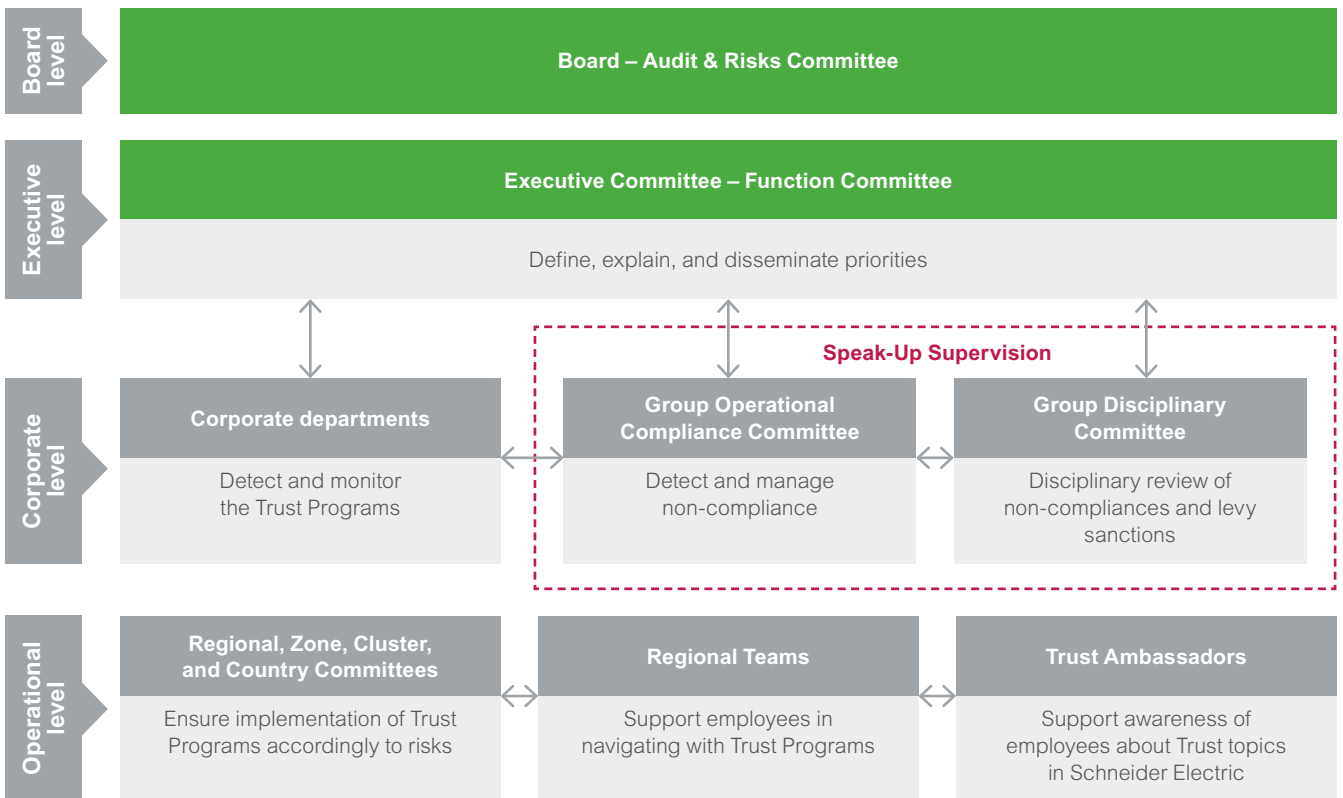 Board
level
Board – Audit & Risks Committee
Executive
level
Executive Committee – Function Committee
Define, explain, and disseminate priorities
Speak-Up Supervision
Corporate
level
Corporate departments
Detect and monitor
the Trust Programs
Group Operational
Compliance Committee
Detect and manage
non-compliance
Group Disciplinary
Committee
Disciplinary review of
non-compliances and levy
sanctions
Operational
level
Regional, Zone, Cluster,
and Country Committees
Ensure implementation of Trust
Programs accordingly to risks
Regional Teams
Support employees in
navigating with Trust Programs
Trust Ambassadors
Support awareness of
employees about Trust topics
in Schneider Electric